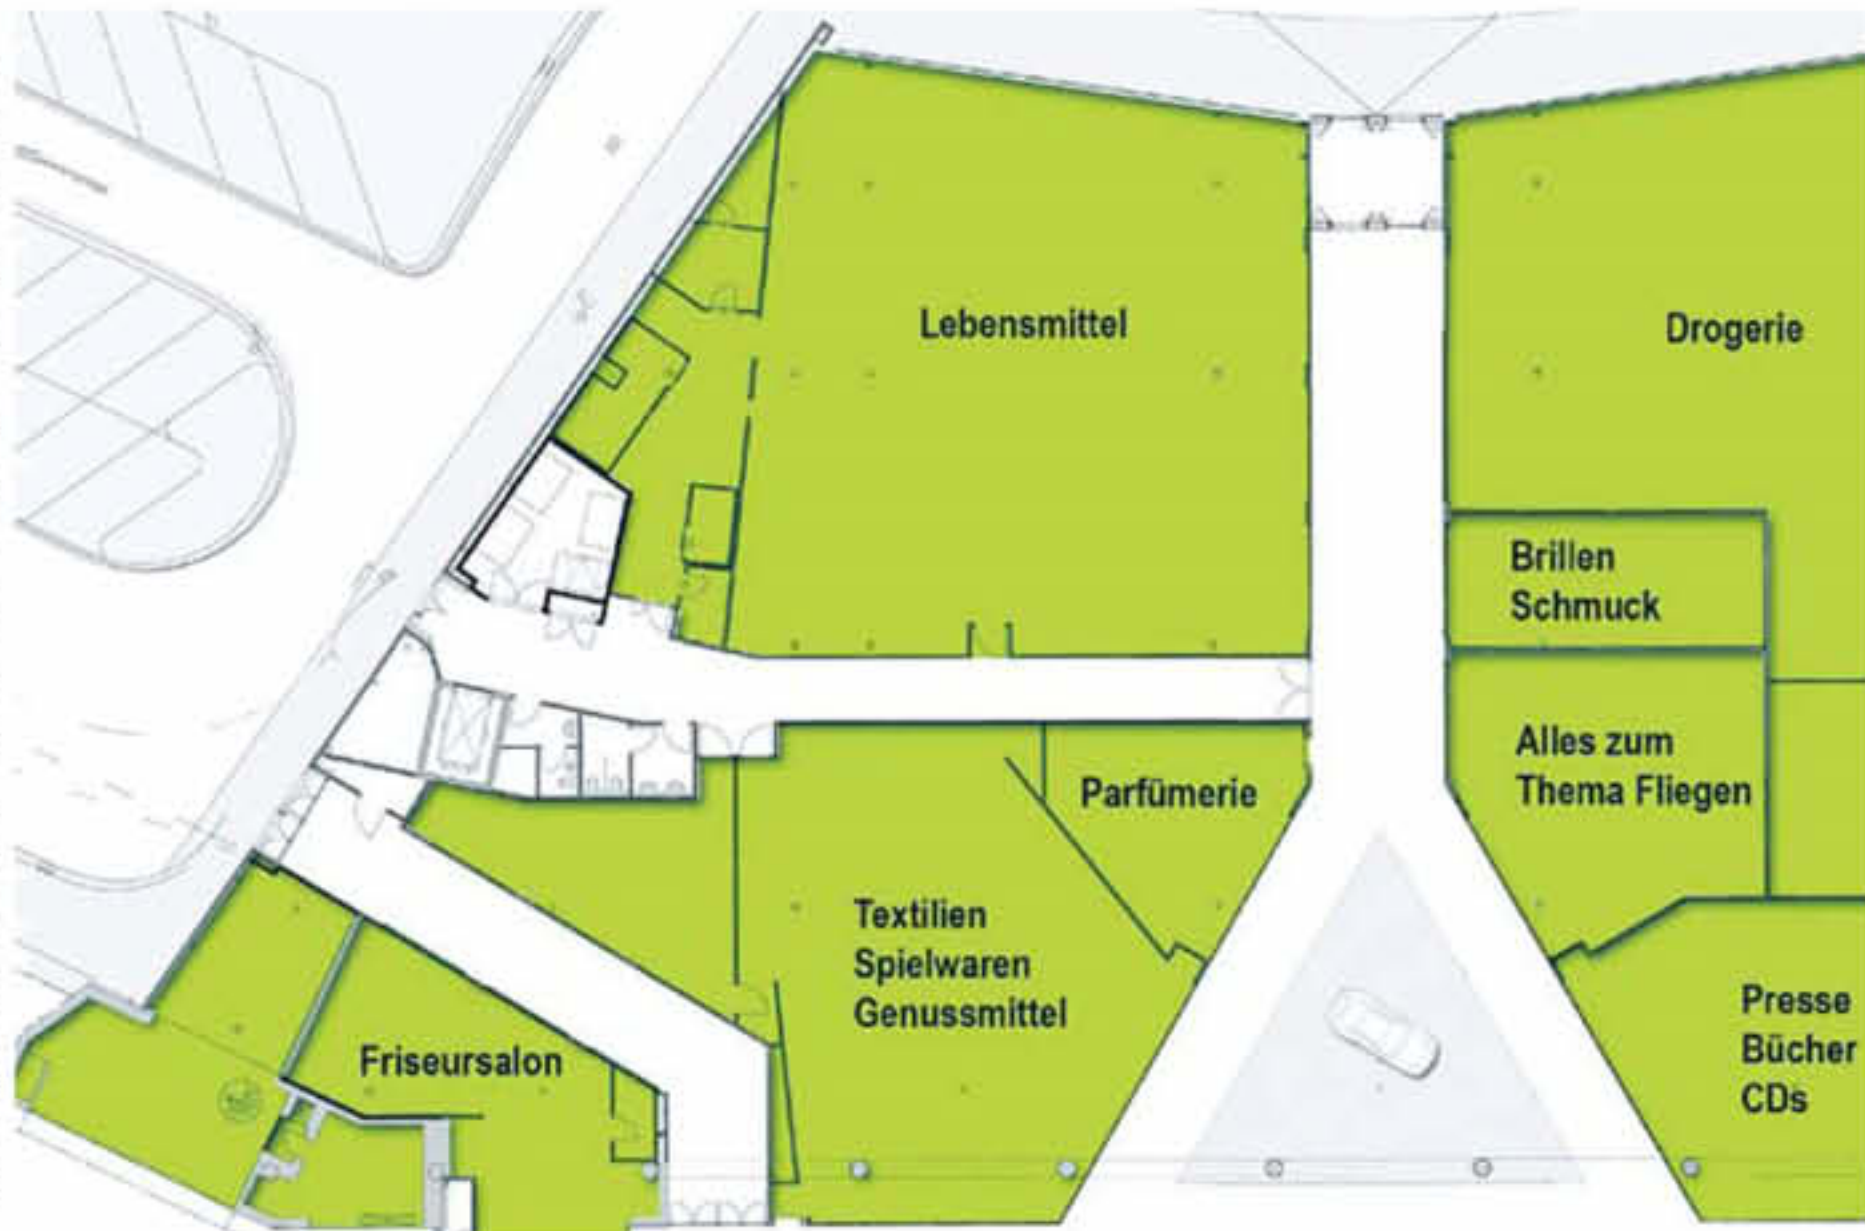 Lebensmittel
Drogerie
Brillen
Schmuck
Alles zum
Thema Fliegen
Parfümerie
Textilien
Spielwaren
Genussmittel
Friseursalon
Presse
Bücher
CDs